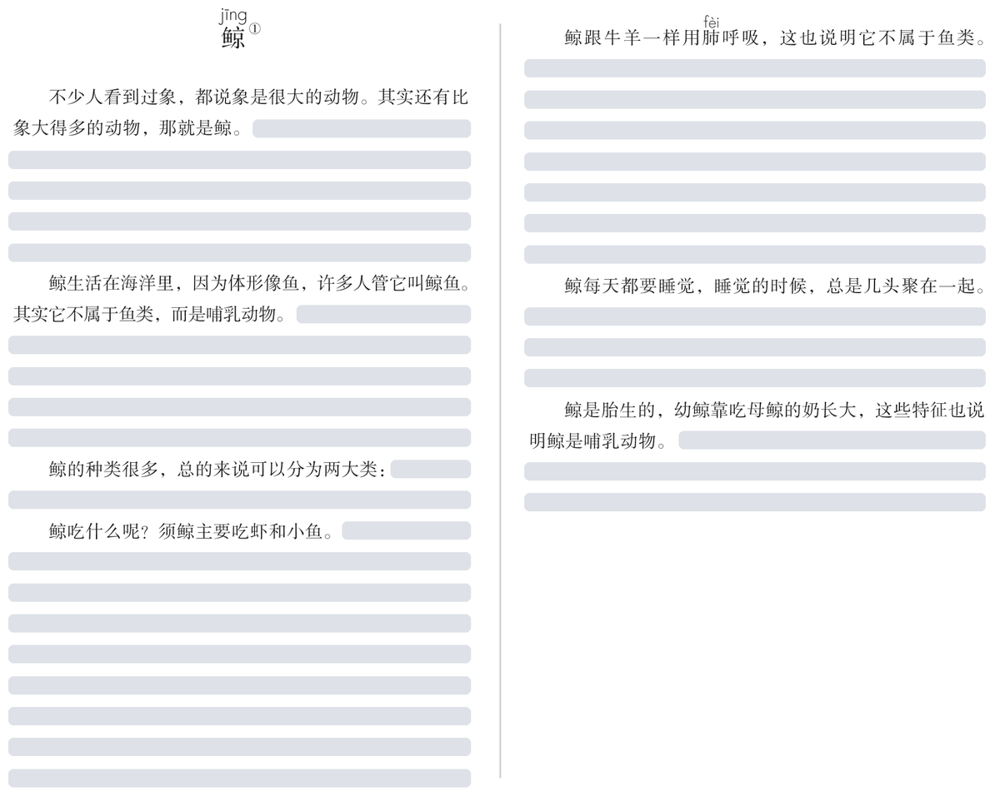 jīng
鲸①
不少人看到过象，都说象是很大的动物。其实还有比
象大得多的动物，那就是鲸。
鲸生活在海洋里，因为体形像鱼，许多人管它叫鲸鱼。
其实它不属于鱼类，而是哺乳动物。
鲸的种类很多，总的来说可以分为两大类：
鲸吃什么呢？须鲸主要吃虾和小鱼。
fèi
鲸跟牛羊一样用肺呼吸，这也说明它不属于鱼类。
鲸每天都要睡觉，睡觉的时候，总是几头聚在一起。
鲸是胎生的，幼鲸靠吃母鲸的奶长大，这些特征也说
明鲸是哺乳动物。